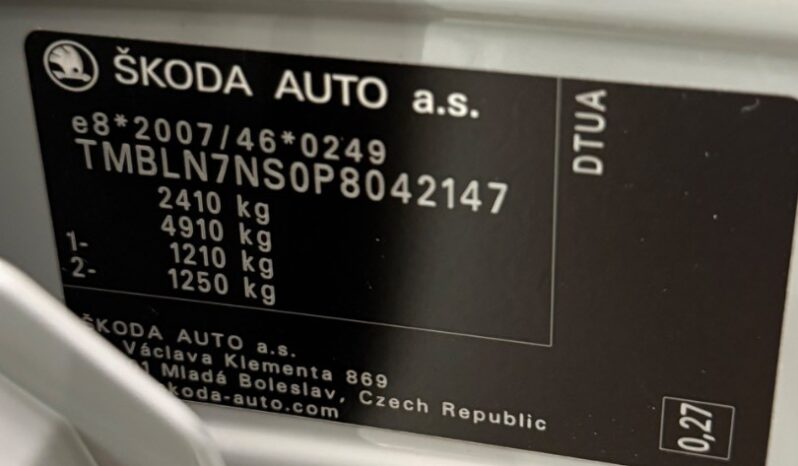 ŠKODA AUTO a.s.
e8*2007/46*0249
TMBLN7NS0P8042147
2410 kg
4910 kg
1- 1210 kg
2- 1250 kg
DTUA
ŠKODA AUTO a.s.
Václava Klementa 869
Mladá Boleslav, Czech Republic
koda-auto.com
0,27